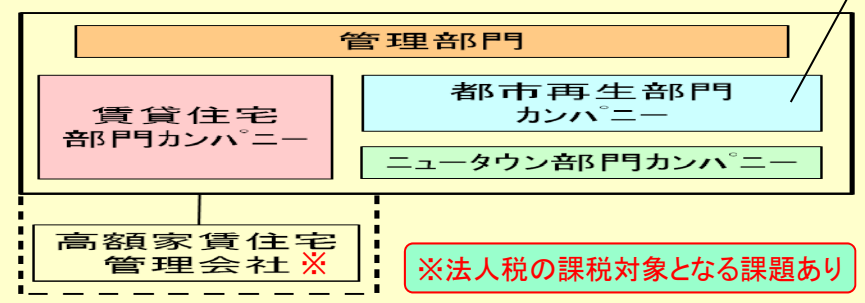 管理部門
賃貸住宅
部門カンパニー
都市再生部門
カンパニー
ニュータウン部門カンパニー
高額家賃住宅
管理会社※
※法人税の課税対象となる課題あり